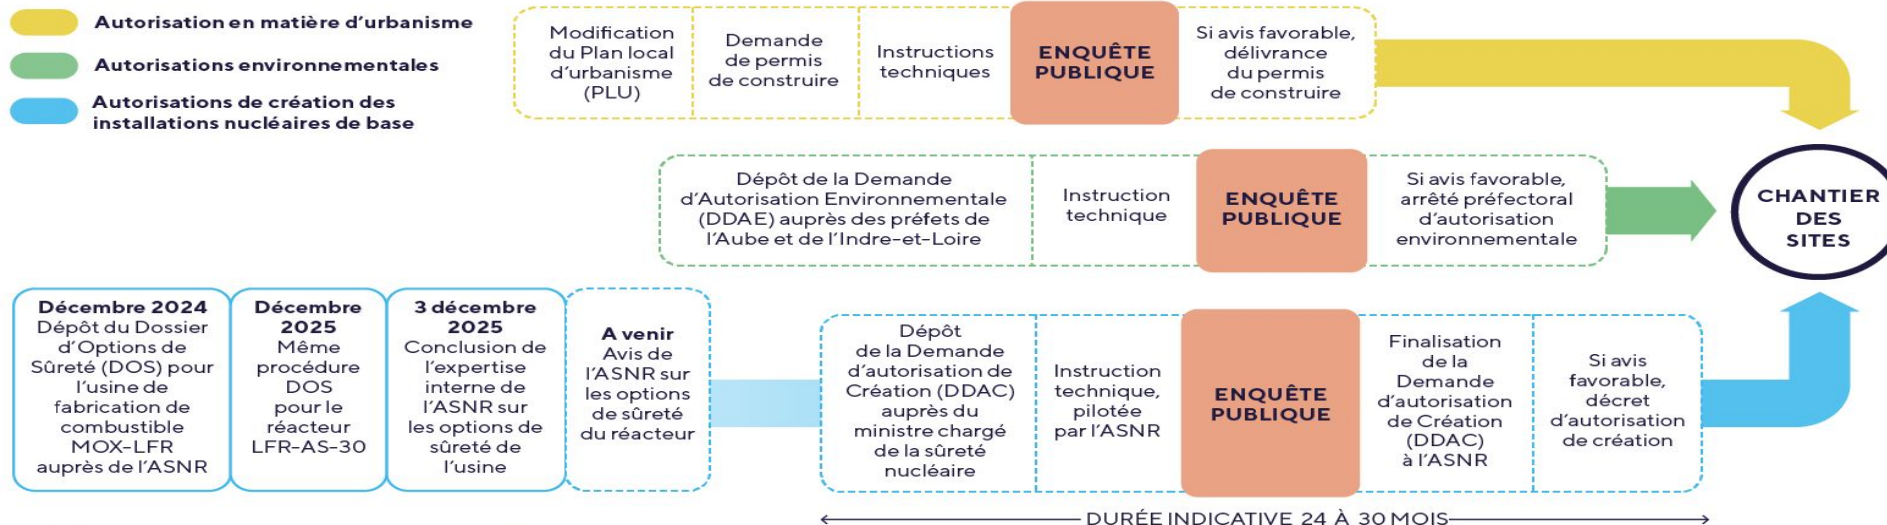 Autorisation en matière d'urbanisme
Autorisations environnementales
Autorisations de création des
installations nucléaires de base
Modification
du Plan local
d'urbanisme
(PLU)
Demande
de permis
de construire
Instructions
techniques
ENQUÊTE
PUBLIQUE
Si avis favorable,
délivrance
du permis
de construire
Dépôt de la Demande
d'Autorisation Environnementale
(DDAE) auprès des préfets de
l'Aube et de l'Indre-et-Loire
Instruction
technique
ENQUÊTE
PUBLIQUE
Si avis favorable,
arrêté préfectoral
d'autorisation
environnementale
CHANTIER
DES
SITES
Décembre 2024
Dépôt du Dossier
d'Options de
Sûreté (DOS) pour
l'usine de
fabrication de
combustible
MOX-LFR
auprès de l'ASNR
Décembre
2025
Même
procédure
DOS
pour le
réacteur
LFR-AS-30
3 décembre
2025
Conclusion de
l'expertise
interne de
l'ASNR sur
les options de
sûreté de
l'usine
A venir
Avis de
l'ASNR sur
les options
de sûreté
du réacteur
Dépôt
de la Demande
d'autorisation de
Création (DDAC)
auprès du
ministre chargé
de la sûreté
nucléaire
Instruction
technique,
pilotée
par l'ASNR
ENQUÊTE
PUBLIQUE
Finalisation
de la
Demande
d'autorisation
de Création
(DDAC)
à l'ASNR
Si avis
favorable,
décret
d'autorisation
de création
DURÉE INDICATIVE 24 À 30 MOIS